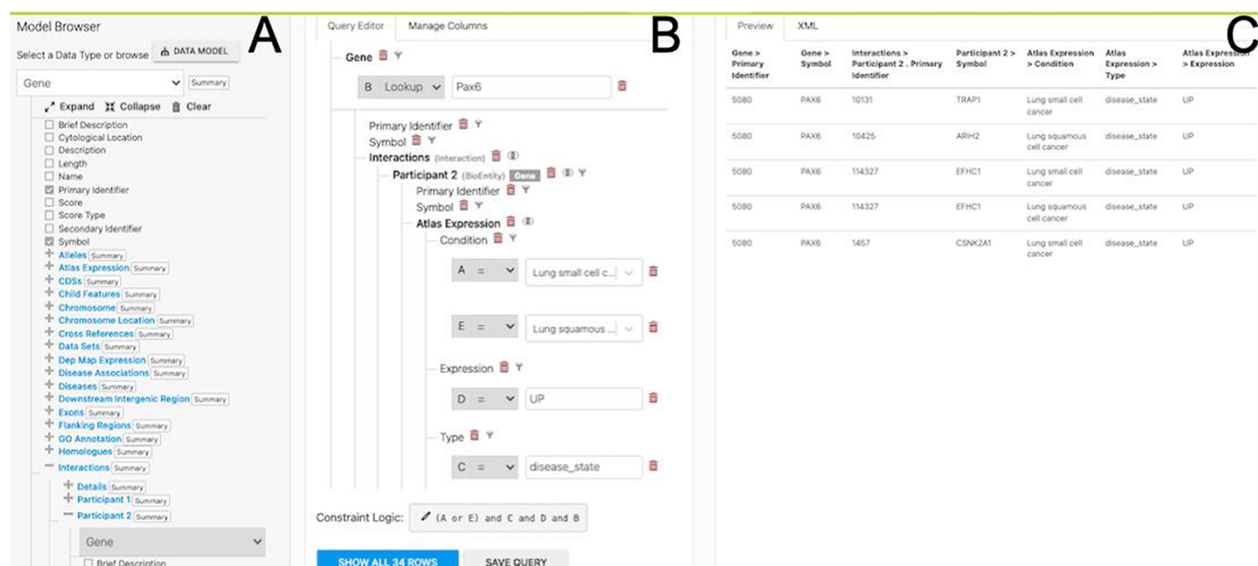 Model Browser
A
Select a Data Type or browse DATA MODEL
Gene Summary
Expand Collapse Clear
Brief Description
Cytological Location
Description
Length
Name
Primary Identifier
Score
Score Type
Secondary Identifier
Symbol
Alleles Summary
Atlas Expression Summary
CDSs Summary
Child Features Summary
Chromosome Summary
Chromosome Location Summary
Cross References Summary
Data Sets Summary
Dep Map Expression Summary
Disease Associations Summary
Diseases Summary
Downstream Intergenic Region Summary
Exons Summary
Flanking Regions Summary
GO Annotation Summary
Homologues Summary
Interactions Summary
Details Summary
Participant 1 Summary
Participant 2 Summary
Gene
Brief Description
Query Editor Manage Columns
B
Gene
B Lookup Pax6
Primary Identifier
Symbol
Interactions (Interaction)
Participant 2 (BioEntity) Gene
Primary Identifier
Symbol
Atlas Expression
Condition
A = Lung small cell c...
E = Lung squamous ...
Expression
D = UP
Type
C = disease_state
Constraint Logic: (A or E) and C and D and B
SHOW ALL 34 ROWS SAVE QUERY
Preview XML
C
Gene > Primary Identifier
Gene > Symbol
Interactions > Participant 2 . Primary Identifier
Participant 2 > Symbol
Atlas Expression > Condition
Atlas Expression > Type
Atlas Expression > Expression
5080 PAX6 10131 TRAP1 Lung small cell cancer disease_state UP
5080 PAX6 10425 ARIH2 Lung squamous cell cancer disease_state UP
5080 PAX6 114327 EFHC1 Lung small cell cancer disease_state UP
5080 PAX6 114327 EFHC1 Lung squamous cell cancer disease_state UP
5080 PAX6 1457 CSNK2A1 Lung small cell cancer disease_state UP